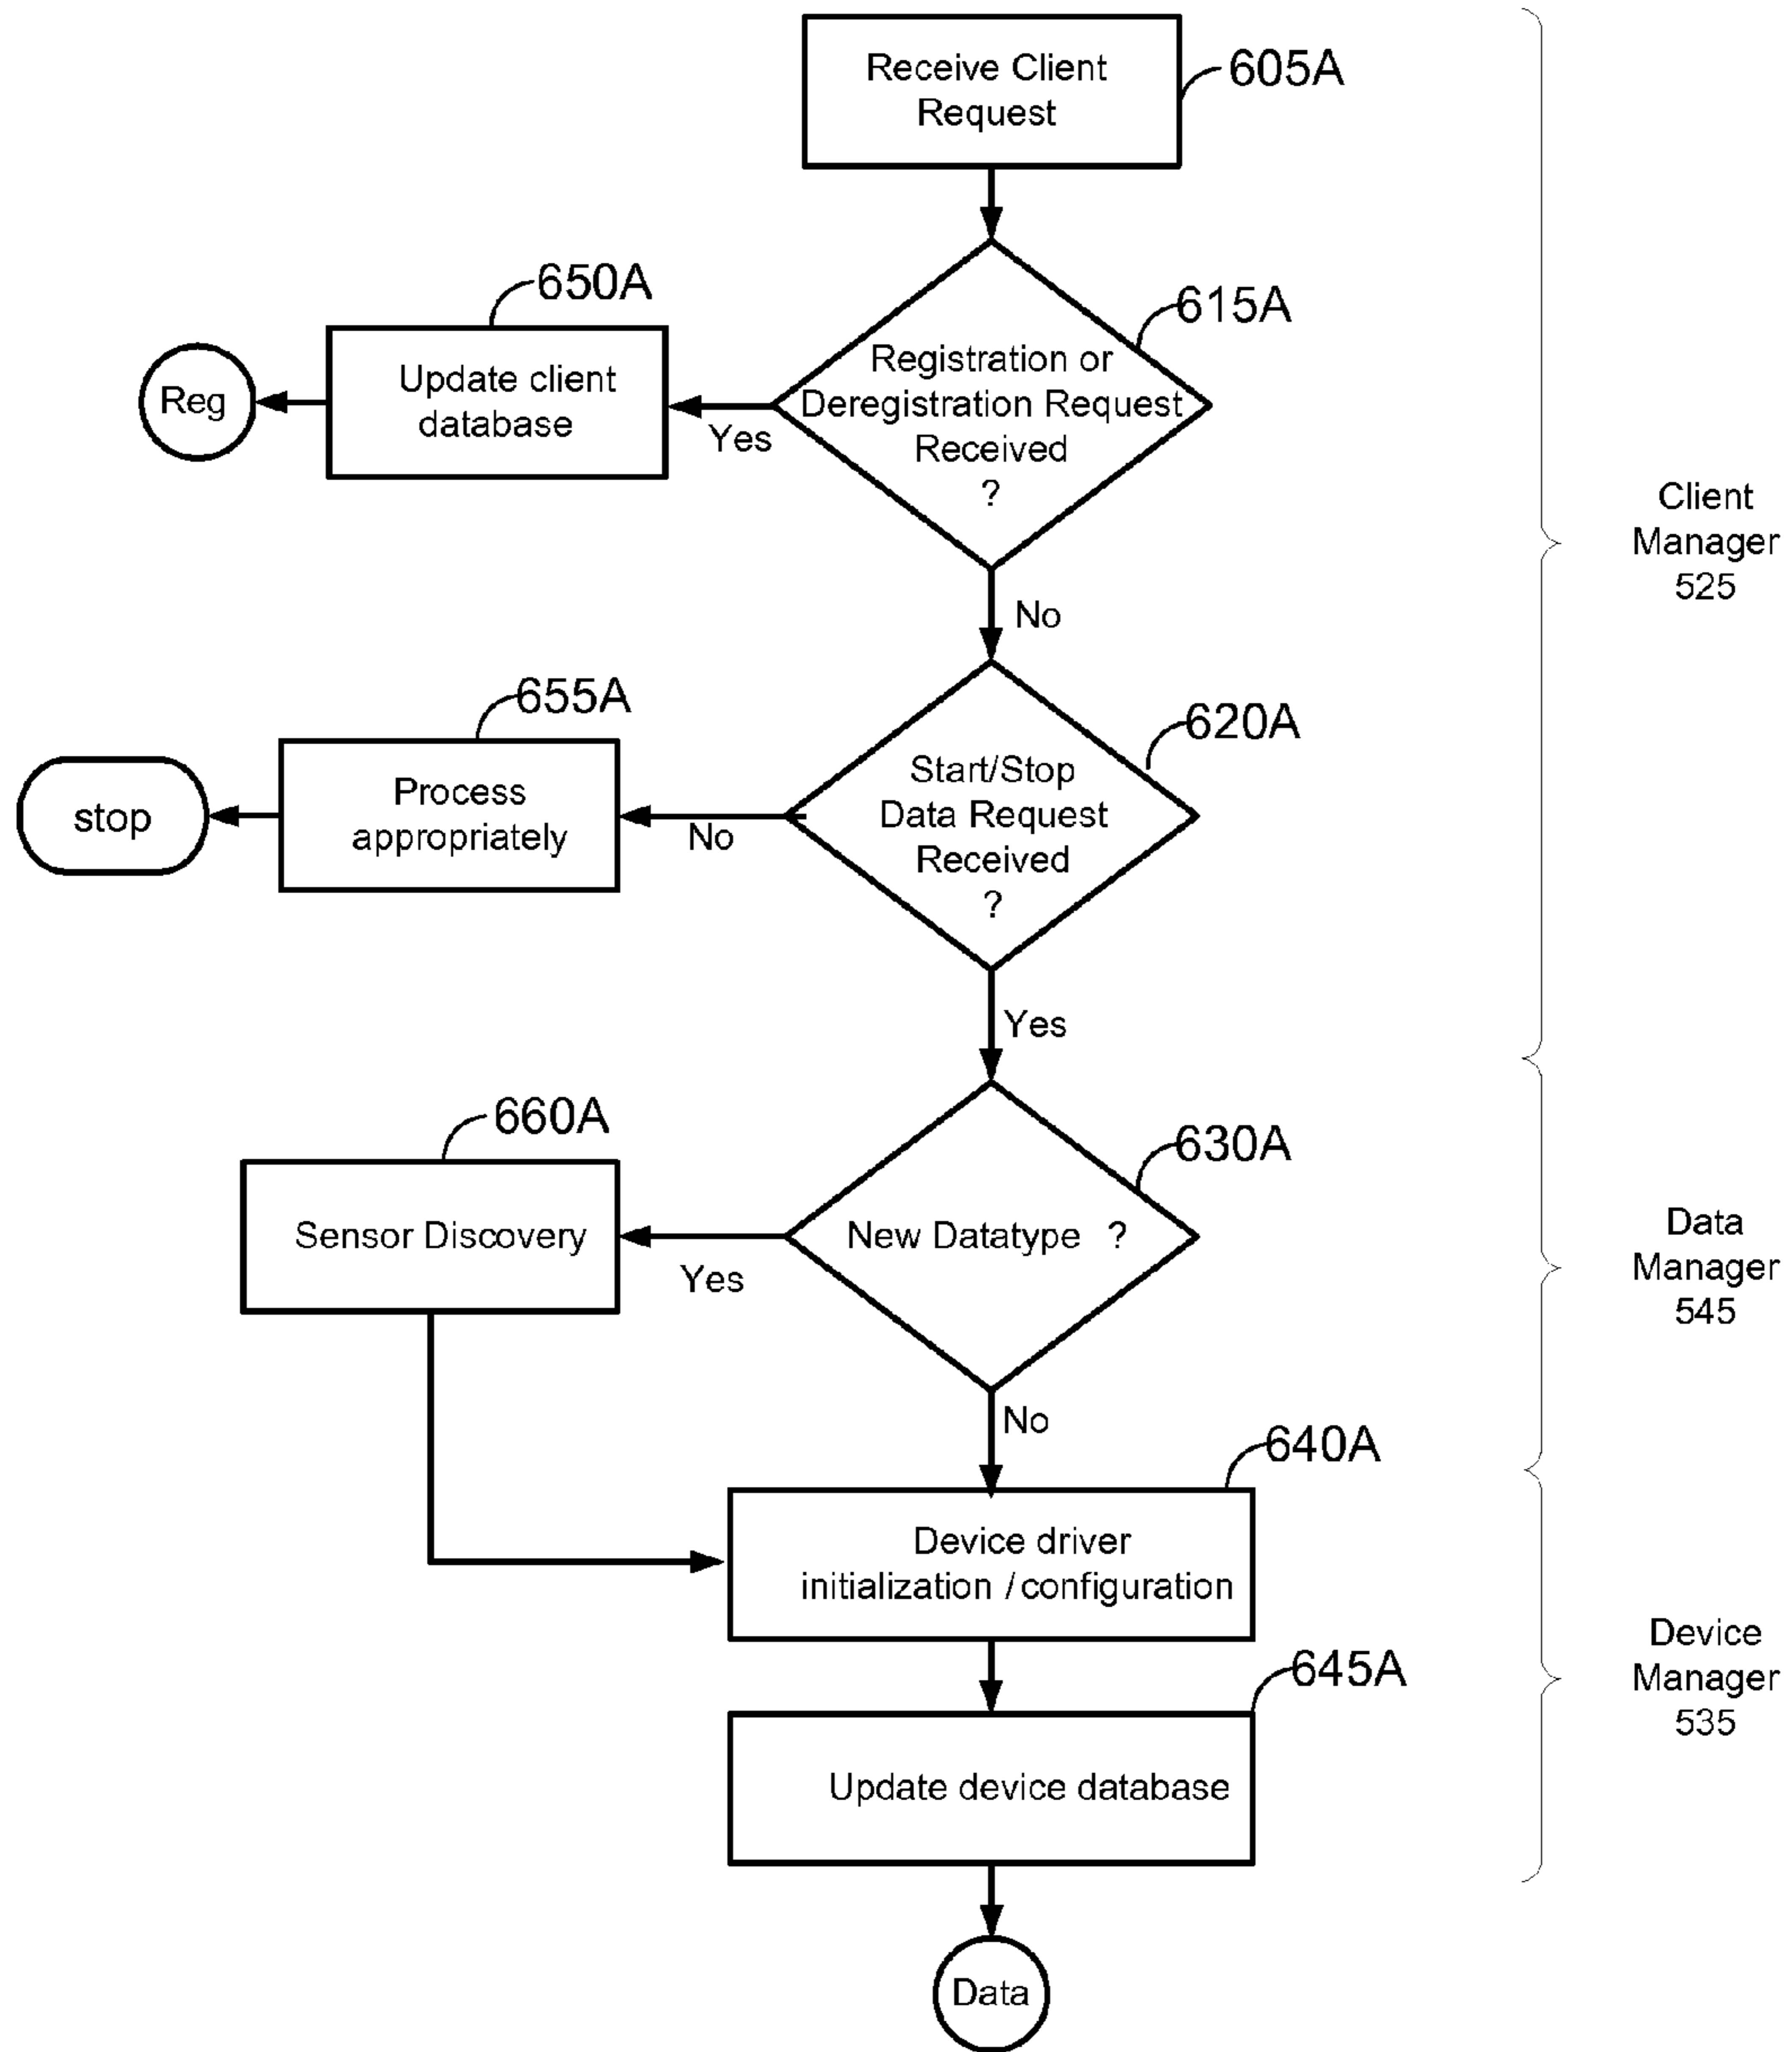 Receive Client
Request
605A
650A
615A
Reg
Update client
database
Yes
Registration or
Deregistration Request
Received
?
Client
Manager
525
No
655A
620A
stop
Process
appropriately
No
Start/Stop
Data Request
Received
?
Yes
660A
630A
Sensor Discovery
Yes
New Datatype ?
Data
Manager
545
No
640A
Device driver
initialization / configuration
645A
Device
Manager
535
Update device database
Data